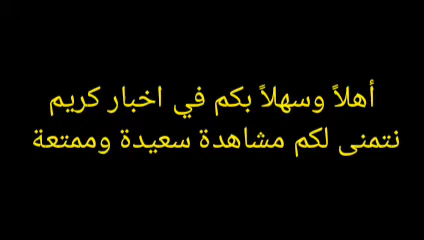 أهلاً وسهلاً بكم في اخبار كريم
نتمنى لكم مشاهدة سعيدة وممتعة